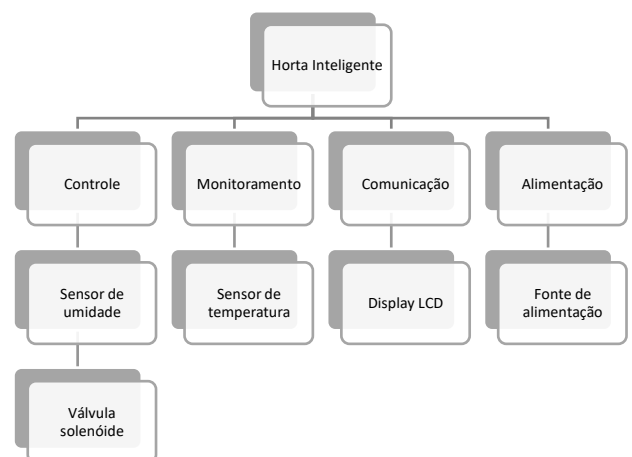 Horta Inteligente
Controle
Monitoramento
Comunicação
Alimentação
Sensor de
umidade
Sensor de
temperatura
Display LCD
Fonte de
alimentação
Válvula
solenóide